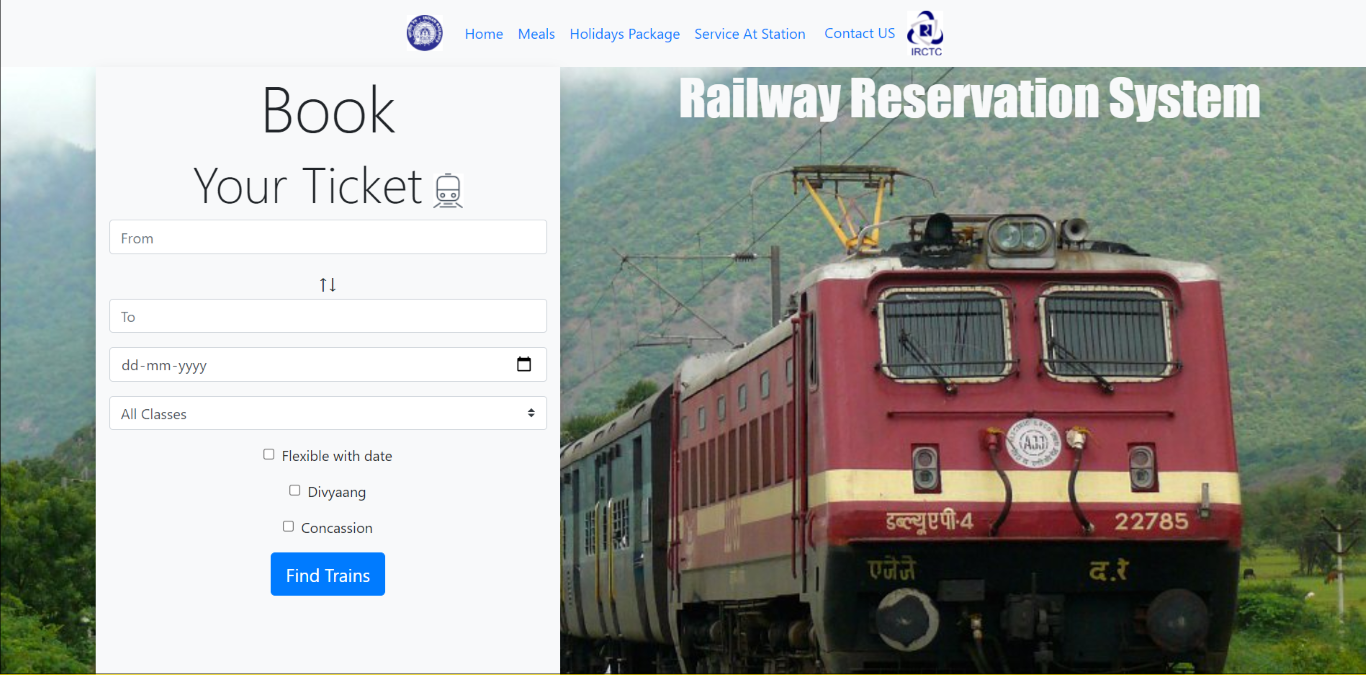 Home Meals Holidays Package Service At Station Contact US
IRCTC
Railway Reservation System
Book
Your Ticket
From
To
dd-mm-yyyy
All Classes
Flexible with date
Divyaang
Concassion
Find Trains
AJJ
डब्ल्यूएपी-4 22785
एजेजे द.रे